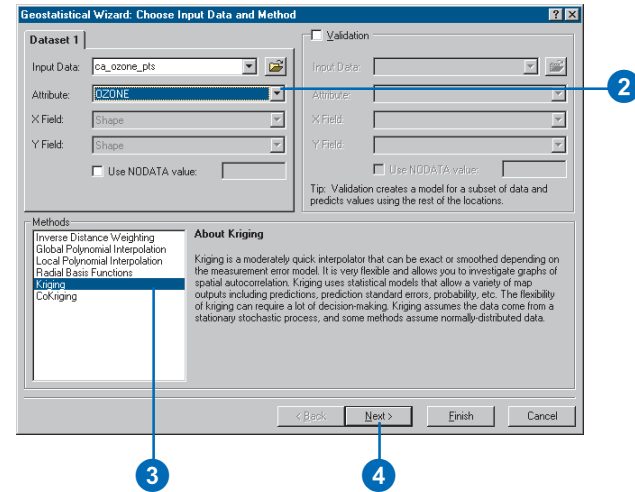 Geostatistical Wizard: Choose Input Data and Method
Dataset 1
Input Data: ca_ozone_pts
Attribute: OZONE
X Field: Shape
Y Field: Shape
Use NODATA value:
Validation
Input Data:
Attribute:
X Field:
Y Field:
Use NODATA value:
Tip: Validation creates a model for a subset of data and
predicts values using the rest of the locations.
2
Methods
Inverse Distance Weighting
Global Polynomial Interpolation
Local Polynomial Interpolation
Radial Basis Functions
Kriging
CoKriging
About Kriging
Kriging is a moderately quick interpolator that can be exact or smoothed depending on
the measurement error model. It is very flexible and allows you to investigate graphs of
spatial autocorrelation. Kriging uses statistical models that allow a variety of map
outputs including predictions, prediction standard errors, probability, etc. The flexibility
of kriging can require a lot of decision-making. Kriging assumes the data come from a
stationary stochastic process, and some methods assume normally-distributed data.
< Back
Next >
Finish
Cancel
3
4